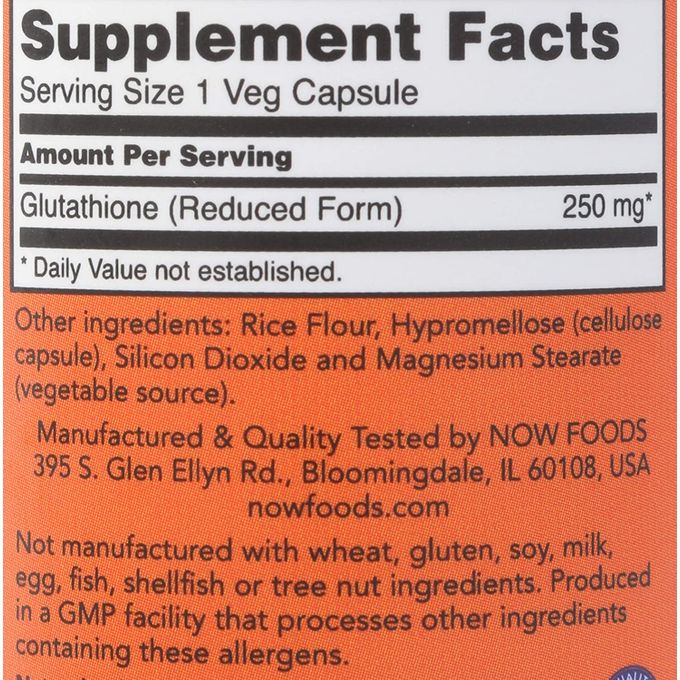 Supplement Facts
Serving Size 1 Veg Capsule
Amount Per Serving
Glutathione (Reduced Form) 250 mg*
* Daily Value not established.
Other ingredients: Rice Flour, Hypromellose (cellulose
capsule), Silicon Dioxide and Magnesium Stearate
(vegetable source).
Manufactured & Quality Tested by NOW FOODS
395 S. Glen Ellyn Rd., Bloomingdale, IL 60108, USA
nowfoods.com
Not manufactured with wheat, gluten, soy, milk,
egg, fish, shellfish or tree nut ingredients. Produced
in a GMP facility that processes other ingredients
containing these allergens.